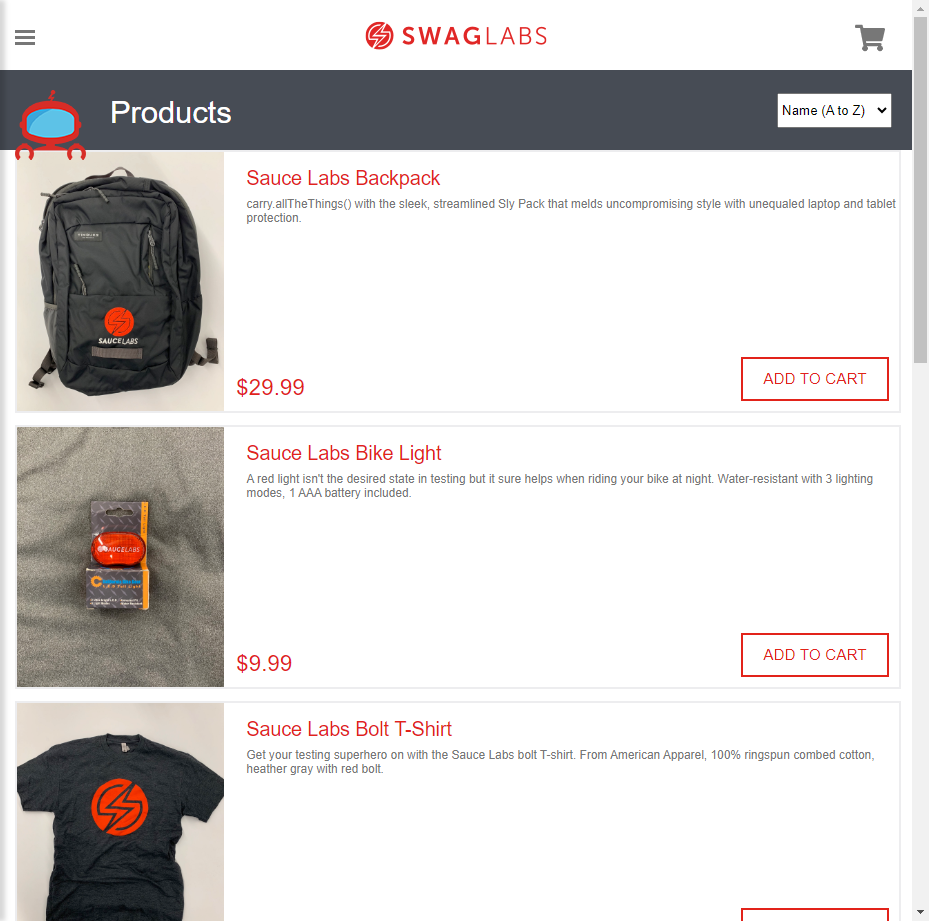 SWAGLABS
Products
Name (A to Z)
SAUCELABS
Sauce Labs Backpack
carry.allTheThings() with the sleek, streamlined Sly Pack that melds uncompromising style with unequaled laptop and tablet
protection.
$29.99
ADD TO CART
SAUCELABS
Sauce Labs Bike Light
A red light isn't the desired state in testing but it sure helps when riding your bike at night. Water-resistant with 3 lighting
modes, 1 AAA battery included.
$9.99
ADD TO CART
Sauce Labs Bolt T-Shirt
Get your testing superhero on with the Sauce Labs bolt T-shirt. From American Apparel, 100% ringspun combed cotton,
heather gray with red bolt.